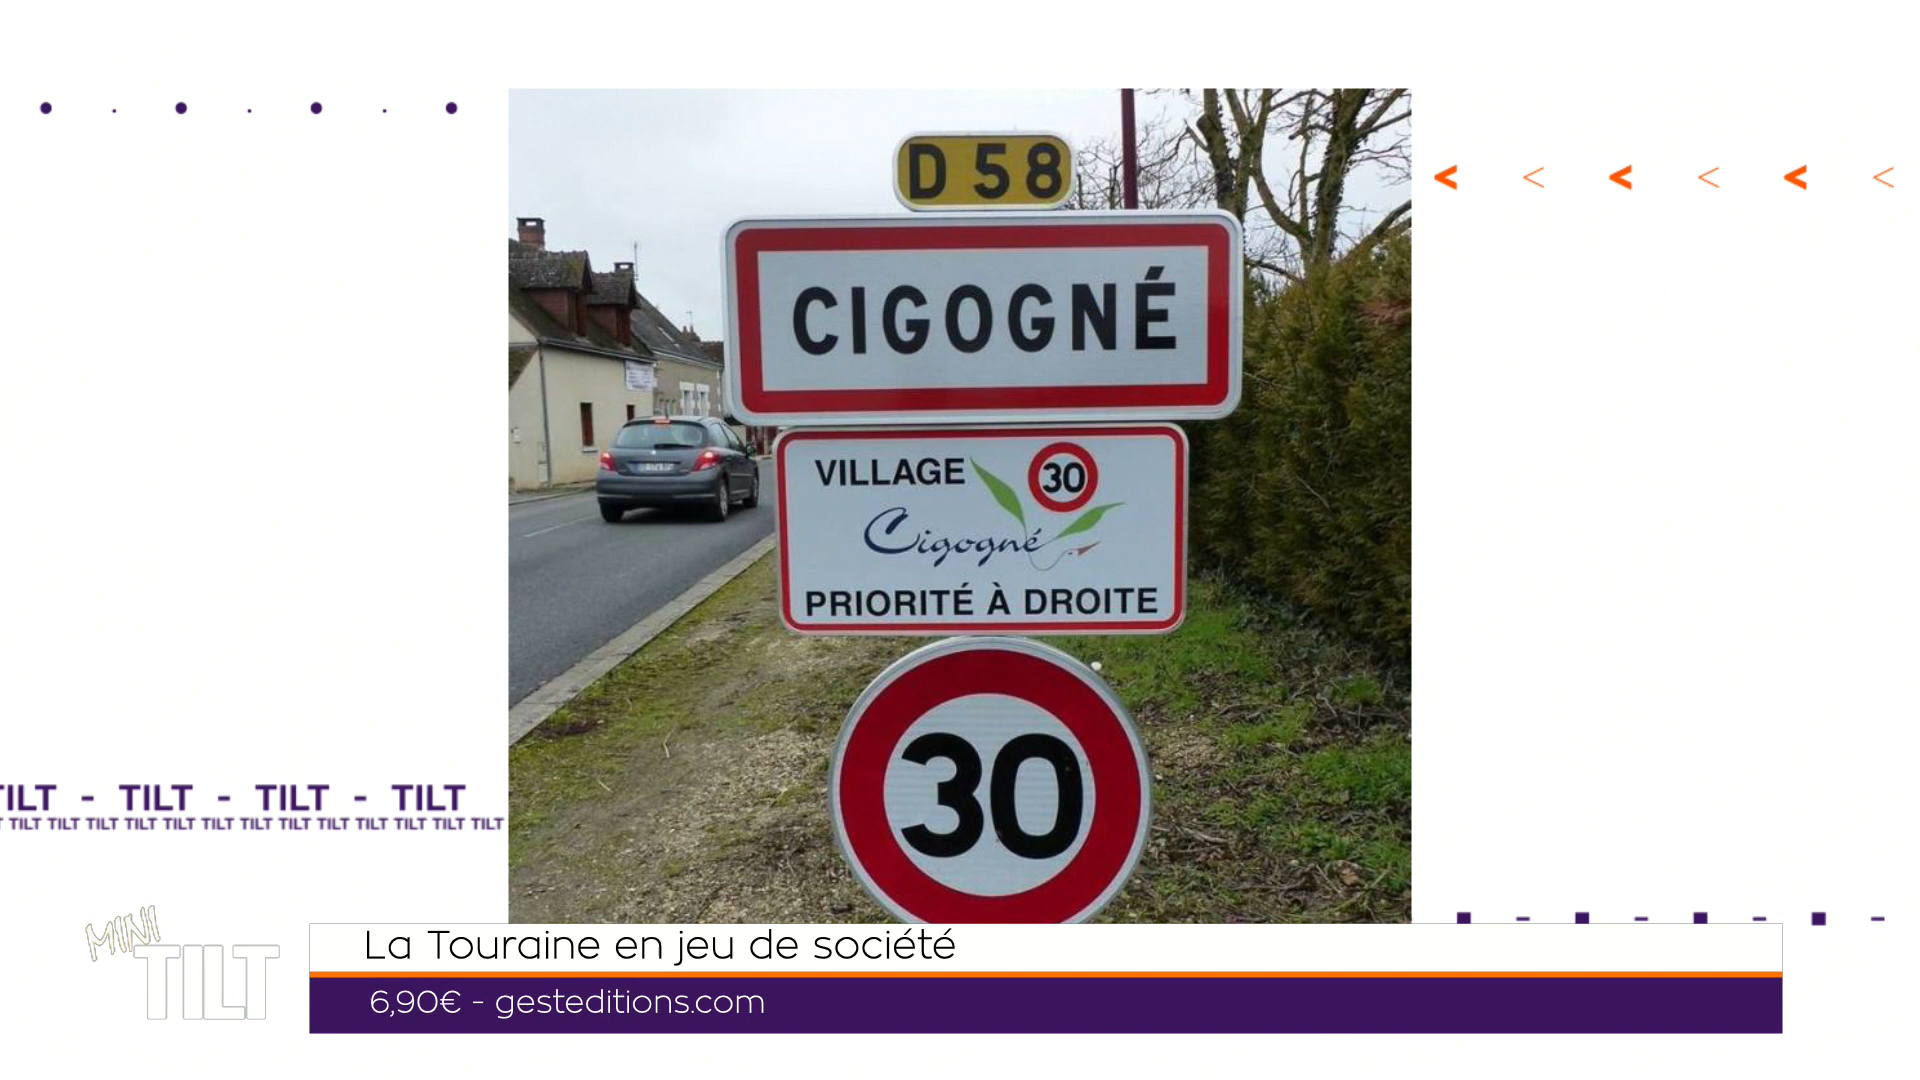 D 58
CIGOGNÉ
VILLAGE 30
Cigogné
PRIORITÉ À DROITE
30
TILT - TILT - TILT - TILT
TILT TILT TILT TILT TILT TILT TILT TILT TILT TILT TILT TILT TILT
MINI
TILT
La Touraine en jeu de société
6,90€ - gesteditions.com